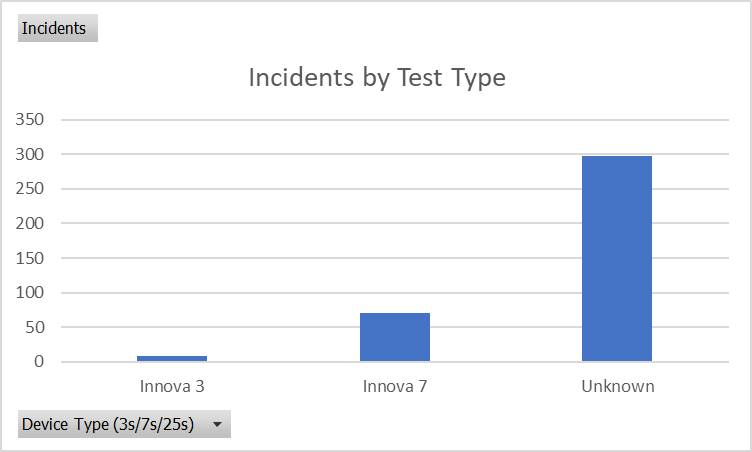 Incidents
Incidents by Test Type
350
300
250
200
150
100
50
0
Innova 3 Innova 7 Unknown
Device Type (3s/7s/25s)